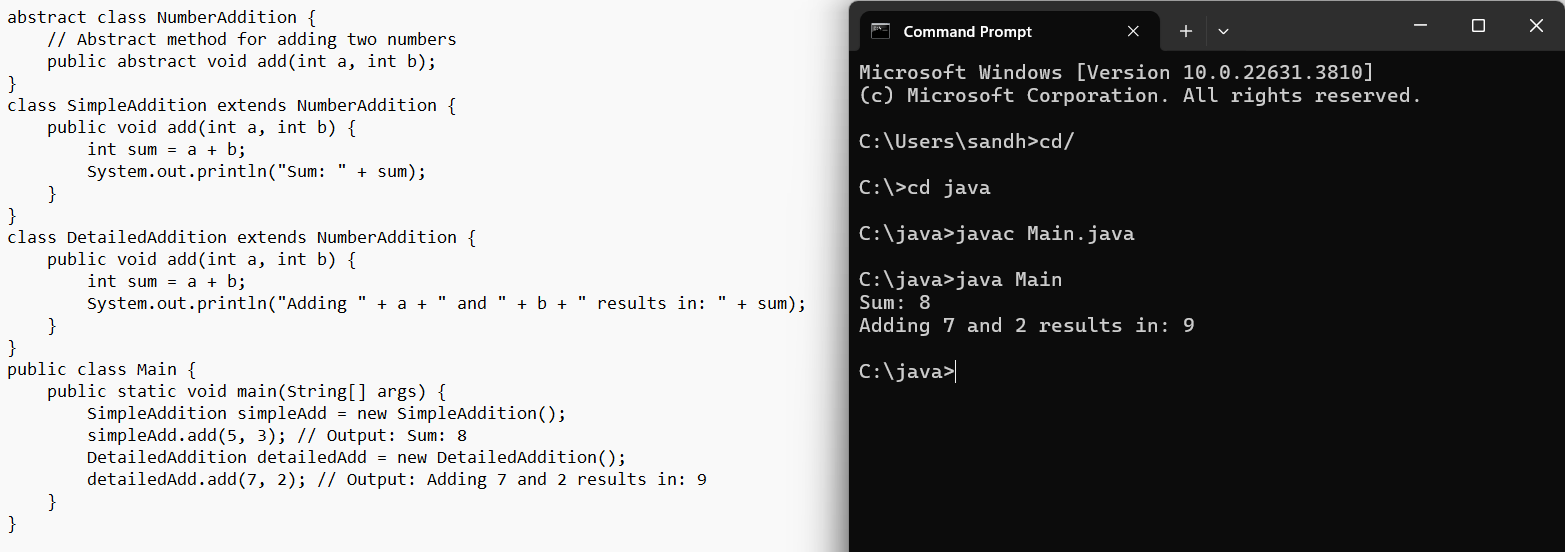 abstract class NumberAddition {
    // Abstract method for adding two numbers
    public abstract void add(int a, int b);
}
class SimpleAddition extends NumberAddition {
    public void add(int a, int b) {
        int sum = a + b;
        System.out.println("Sum: " + sum);
    }
}
class DetailedAddition extends NumberAddition {
    public void add(int a, int b) {
        int sum = a + b;
        System.out.println("Adding " + a + " and " + b + " results in: " + sum);
    }
}
public class Main {
    public static void main(String[] args) {
        SimpleAddition simpleAdd = new SimpleAddition();
        simpleAdd.add(5, 3); // Output: Sum: 8
        DetailedAddition detailedAdd = new DetailedAddition();
        detailedAdd.add(7, 2); // Output: Adding 7 and 2 results in: 9
    }
}
Command Prompt
Microsoft Windows [Version 10.0.22631.3810]
(c) Microsoft Corporation. All rights reserved.
C:\Users\sandh>cd/
C:\>cd java
C:\java>javac Main.java
C:\java>java Main
Sum: 8
Adding 7 and 2 results in: 9
C:\java>